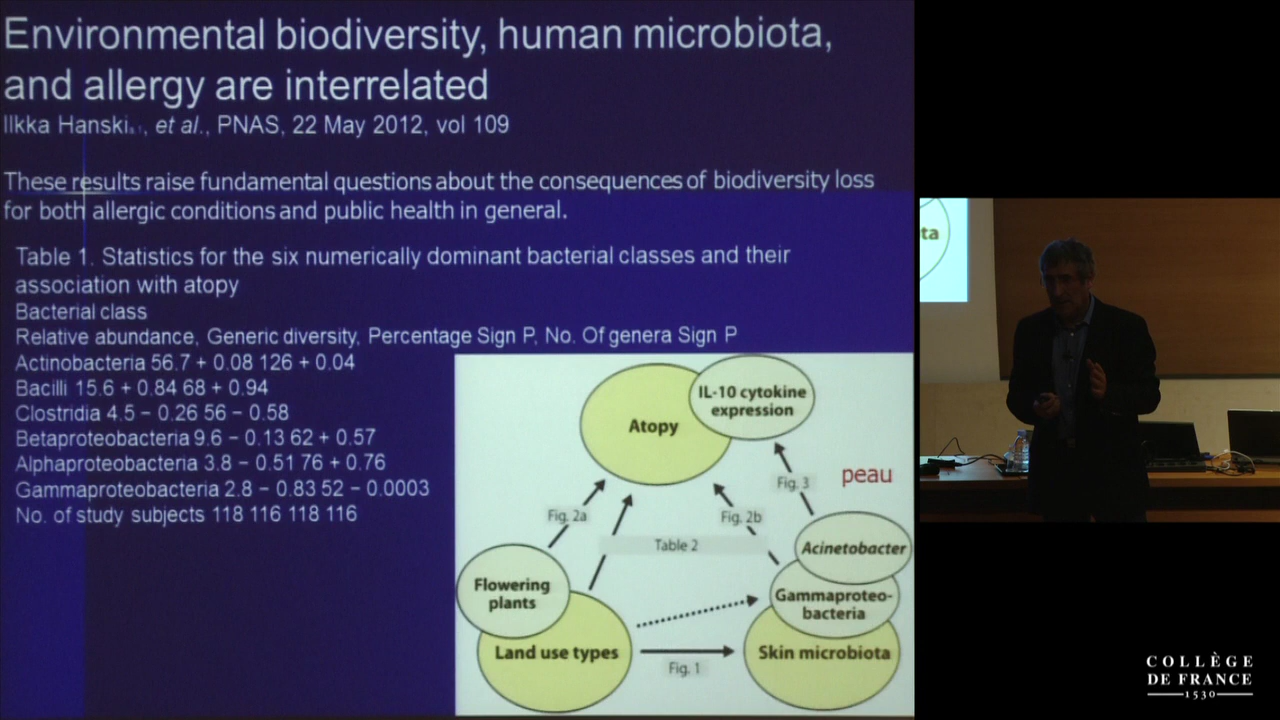 Environmental biodiversity, human microbiota,
and allergy are interrelated
Ilkka Hanski, et al., PNAS, 22 May 2012, vol 109
These results raise fundamental questions about the consequences of biodiversity loss
for both allergic conditions and public health in general.
Table 1. Statistics for the six numerically dominant bacterial classes and their
association with atopy
Bacterial class
Relative abundance, Generic diversity, Percentage Sign P, No. Of genera Sign P
Actinobacteria 56.7 + 0.08 126 + 0.04
Bacilli 15.6 + 0.84 68 + 0.94
Clostridia 4.5 − 0.26 56 − 0.58
Betaproteobacteria 9.6 − 0.13 62 + 0.57
Alphaproteobacteria 3.8 − 0.51 76 + 0.76
Gammaproteobacteria 2.8 − 0.83 52 − 0.0003
No. of study subjects 118 116 118 116
IL-10 cytokine
expression
Atopy
peau
Fig. 3
Fig. 2a
Fig. 2b
Table 2
Acinetobacter
Flowering
plants
Gammaproteo-
bacteria
Land use types
Skin microbiota
Fig. 1
ta
COLLÈGE
DE FRANCE
1530